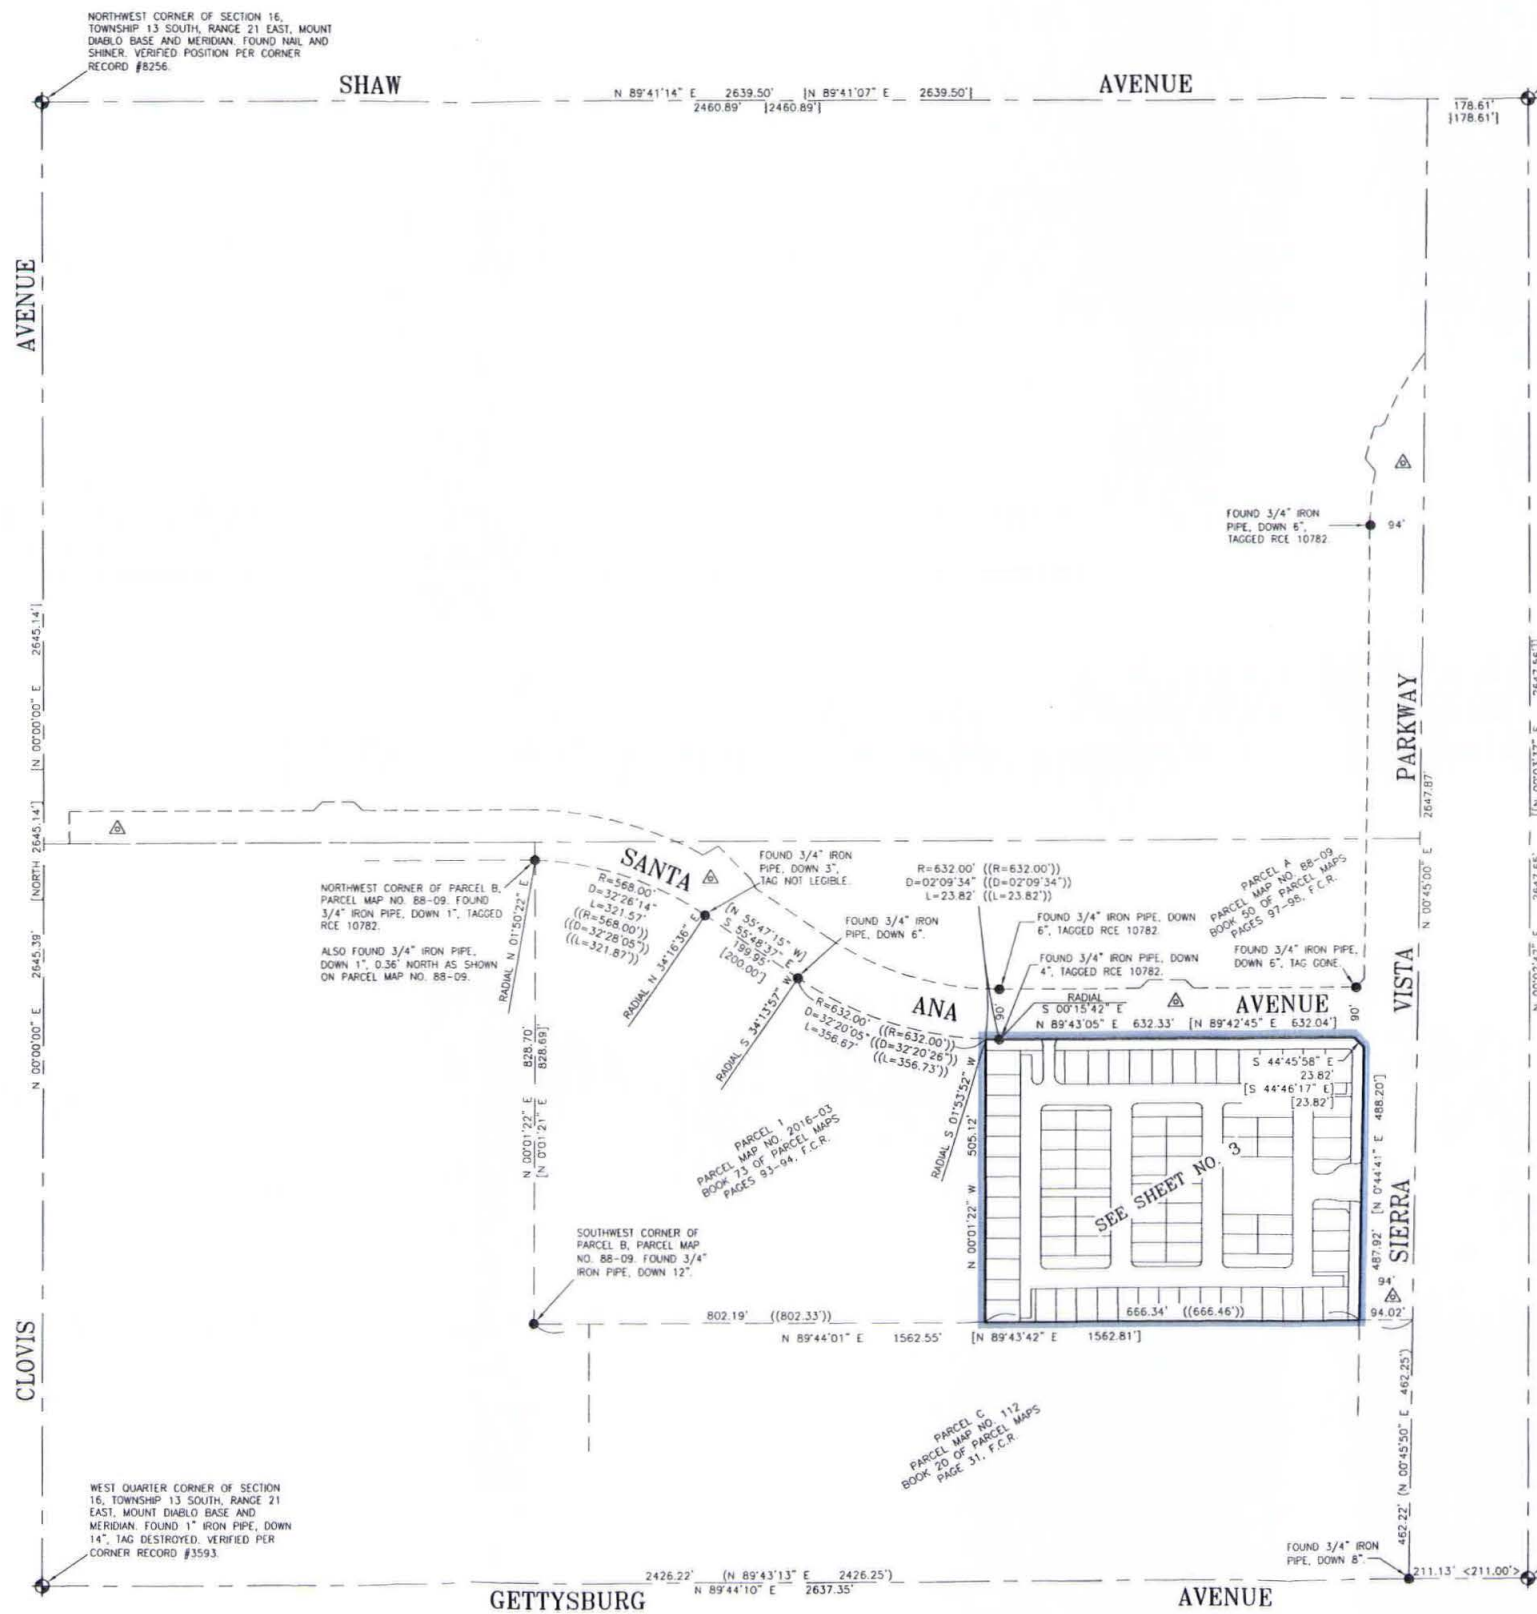 NORTHWEST CORNER OF SECTION 16,
TOWNSHIP 13 SOUTH, RANGE 21 EAST, MOUNT
DIABLO BASE AND MERIDIAN. FOUND NAIL AND
SHINER. VERIFIED POSITION PER CORNER
RECORD #8256.
SHAW
AVENUE
N 89°41'14" E 2639.50' [N 89°41'07" E 2639.50']
2460.89' ]2460.89'[
178.61'
]178.61'[
AVENUE
FOUND 3/4" IRON
PIPE, DOWN 6",
TAGGED RCE 10782.
94'
[N 00°00'00" E 2645.14']
[NORTH 2645.14']
N 00°00'00" E 2645.39'
PARKWAY
2647.87'
N 00°45'00" E
SANTA
R=568.00'
D=32°26'14"
L=321.57'
((R=568.00'))
((D=32°28'05"))
((L=321.87'))
FOUND 3/4" IRON
PIPE, DOWN 3",
TAG NOT LEGIBLE.
R=632.00' ((R=632.00'))
D=02°09'34" ((D=02°09'34"))
L=23.82' ((L=23.82'))
PARCEL A
PARCEL MAP NO. 88-09
BOOK 50 OF PARCEL MAPS
PAGES 97-98, F.C.R.
NORTHWEST CORNER OF PARCEL B,
PARCEL MAP NO. 88-09. FOUND
3/4" IRON PIPE, DOWN 1", TAGGED
RCE 10782.
ALSO FOUND 3/4" IRON PIPE,
DOWN 1", 0.36' NORTH AS SHOWN
ON PARCEL MAP NO. 88-09.
RADIAL N 01°50'22" E
RADIAL N 34°16'36" E
[N 55°47'15" W]
S 55°48'37" E
199.95'
[200.00']
FOUND 3/4" IRON
PIPE, DOWN 6".
FOUND 3/4" IRON PIPE, DOWN
6", TAGGED RCE 10782.
FOUND 3/4" IRON PIPE, DOWN
4", TAGGED RCE 10782.
FOUND 3/4" IRON PIPE,
DOWN 6", TAG GONE.
VISTA
RADIAL S 34°13'57" W
ANA
AVENUE
RADIAL
S 00°15'42" E
90'
90'
N 89°43'05" E 632.33' [N 89°42'45" E 632.04']
R=632.00' ((R=632.00'))
D=32°20'05" ((D=32°20'26"))
L=356.67' ((L=356.73'))
828.70'
828.69']
N 00°01'22" E
[N 0°01'21" E
RADIAL S 01°53'52" W
S 44°45'58" E
23.82'
[S 44°46'17" E]
[23.82']
505.12'
N 00°01'22" W
PARCEL 1
PARCEL MAP NO. 2016-03
BOOK 73 OF PARCEL MAPS
PAGES 93-94, F.C.R.
SEE SHEET NO. 3
487.92' [N 0°44'41" E 488.20']
SIERRA
SOUTHWEST CORNER OF
PARCEL B, PARCEL MAP
NO. 88-09. FOUND 3/4"
IRON PIPE, DOWN 12".
94'
94.02'
802.19' ((802.33'))
666.34' ((666.46'))
N 89°44'01" E 1562.55' [N 89°43'42" E 1562.81']
CLOVIS
PARCEL C
PARCEL MAP NO. 112
BOOK 20 OF PARCEL MAPS
PAGE 31, F.C.R.
462.22' (N 00°45'50" E 462.25')
WEST QUARTER CORNER OF SECTION
16, TOWNSHIP 13 SOUTH, RANGE 21
EAST, MOUNT DIABLO BASE AND
MERIDIAN. FOUND 1" IRON PIPE, DOWN
14", TAG DESTROYED. VERIFIED PER
CORNER RECORD #3593.
FOUND 3/4" IRON
PIPE, DOWN 8".
2426.22' (N 89°43'13" E 2426.25')
N 89°44'10" E 2637.35'
211.13' <211.00'>
GETTYSBURG
AVENUE